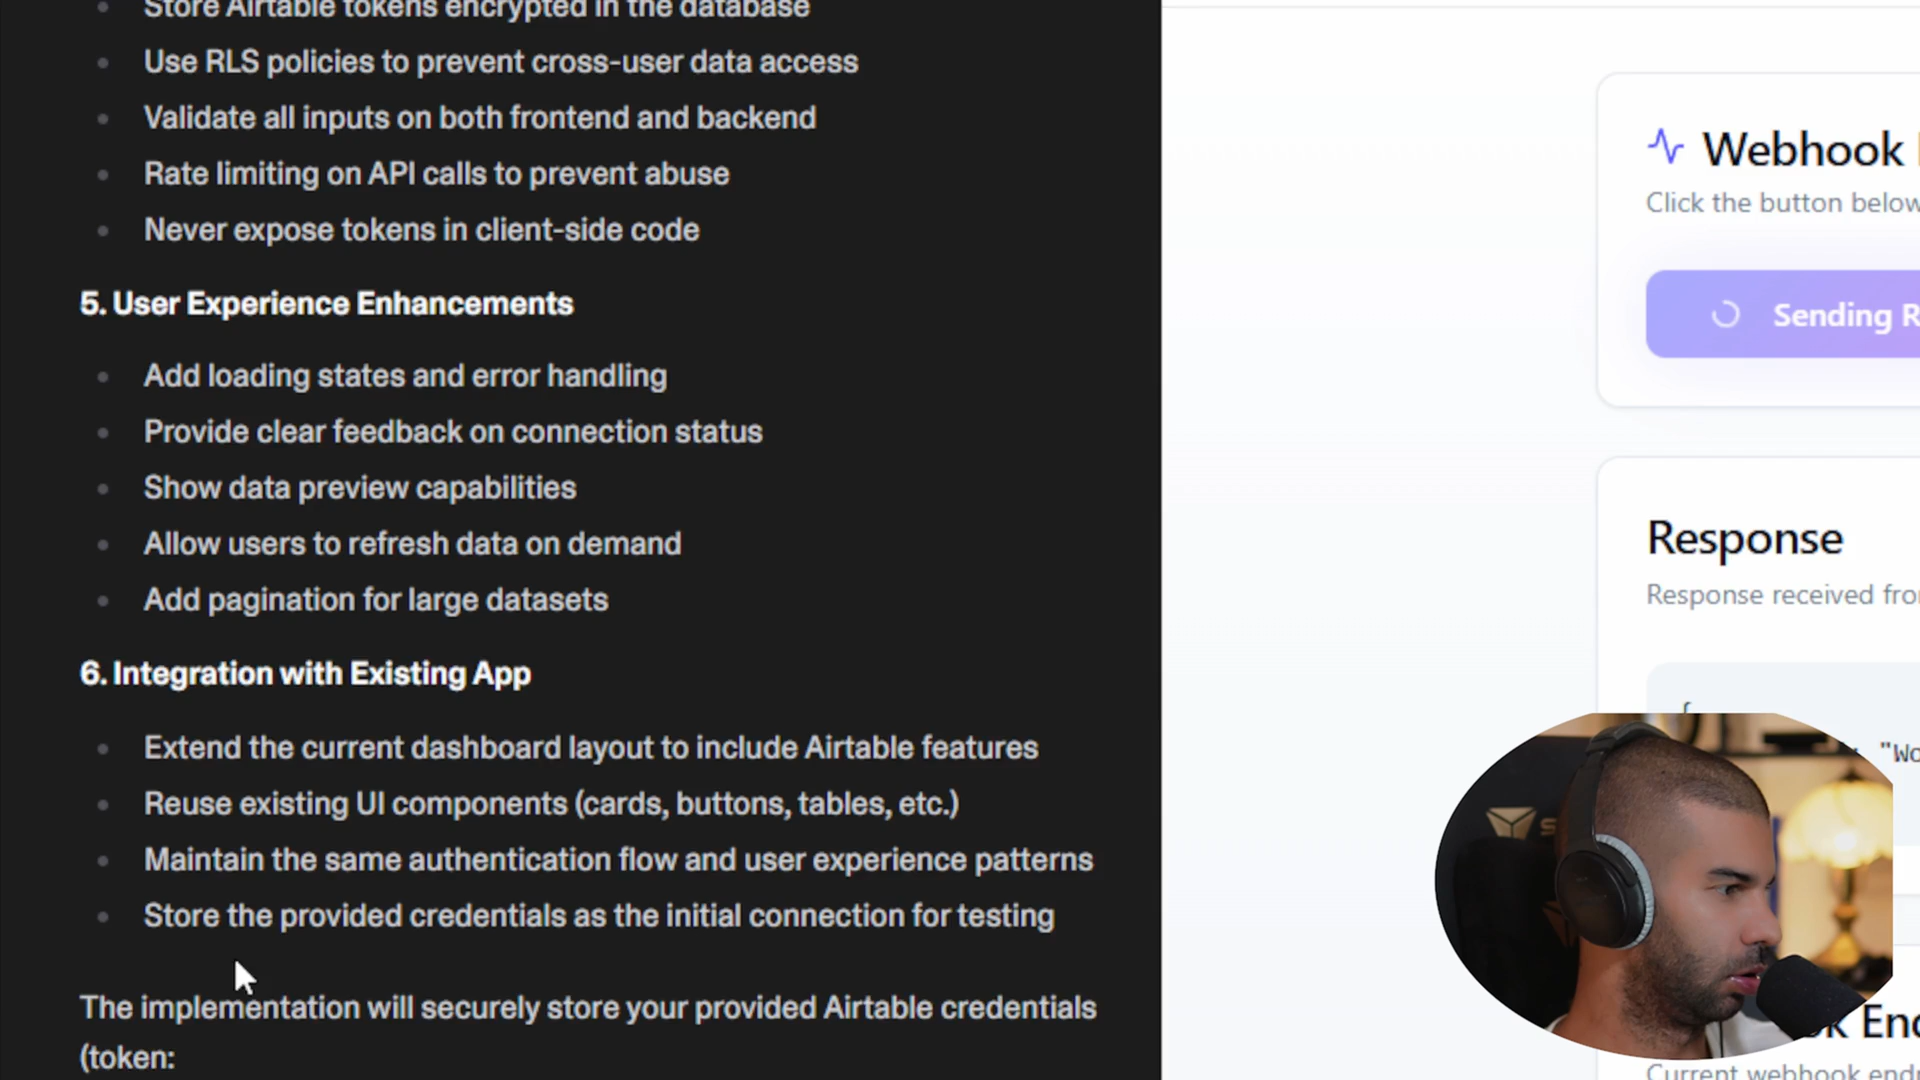 Store Airtable tokens encrypted in the database
Use RLS policies to prevent cross-user data access
Validate all inputs on both frontend and backend
Rate limiting on API calls to prevent abuse
Never expose tokens in client-side code
5. User Experience Enhancements
Add loading states and error handling
Provide clear feedback on connection status
Show data preview capabilities
Allow users to refresh data on demand
Add pagination for large datasets
6. Integration with Existing App
Extend the current dashboard layout to include Airtable features
Reuse existing UI components (cards, buttons, tables, etc.)
Maintain the same authentication flow and user experience patterns
Store the provided credentials as the initial connection for testing
The implementation will securely store your provided Airtable credentials
(token:
Webhook
Click the button below
Sending R
Response
Response received fro
{
"Wo
Current webhook end